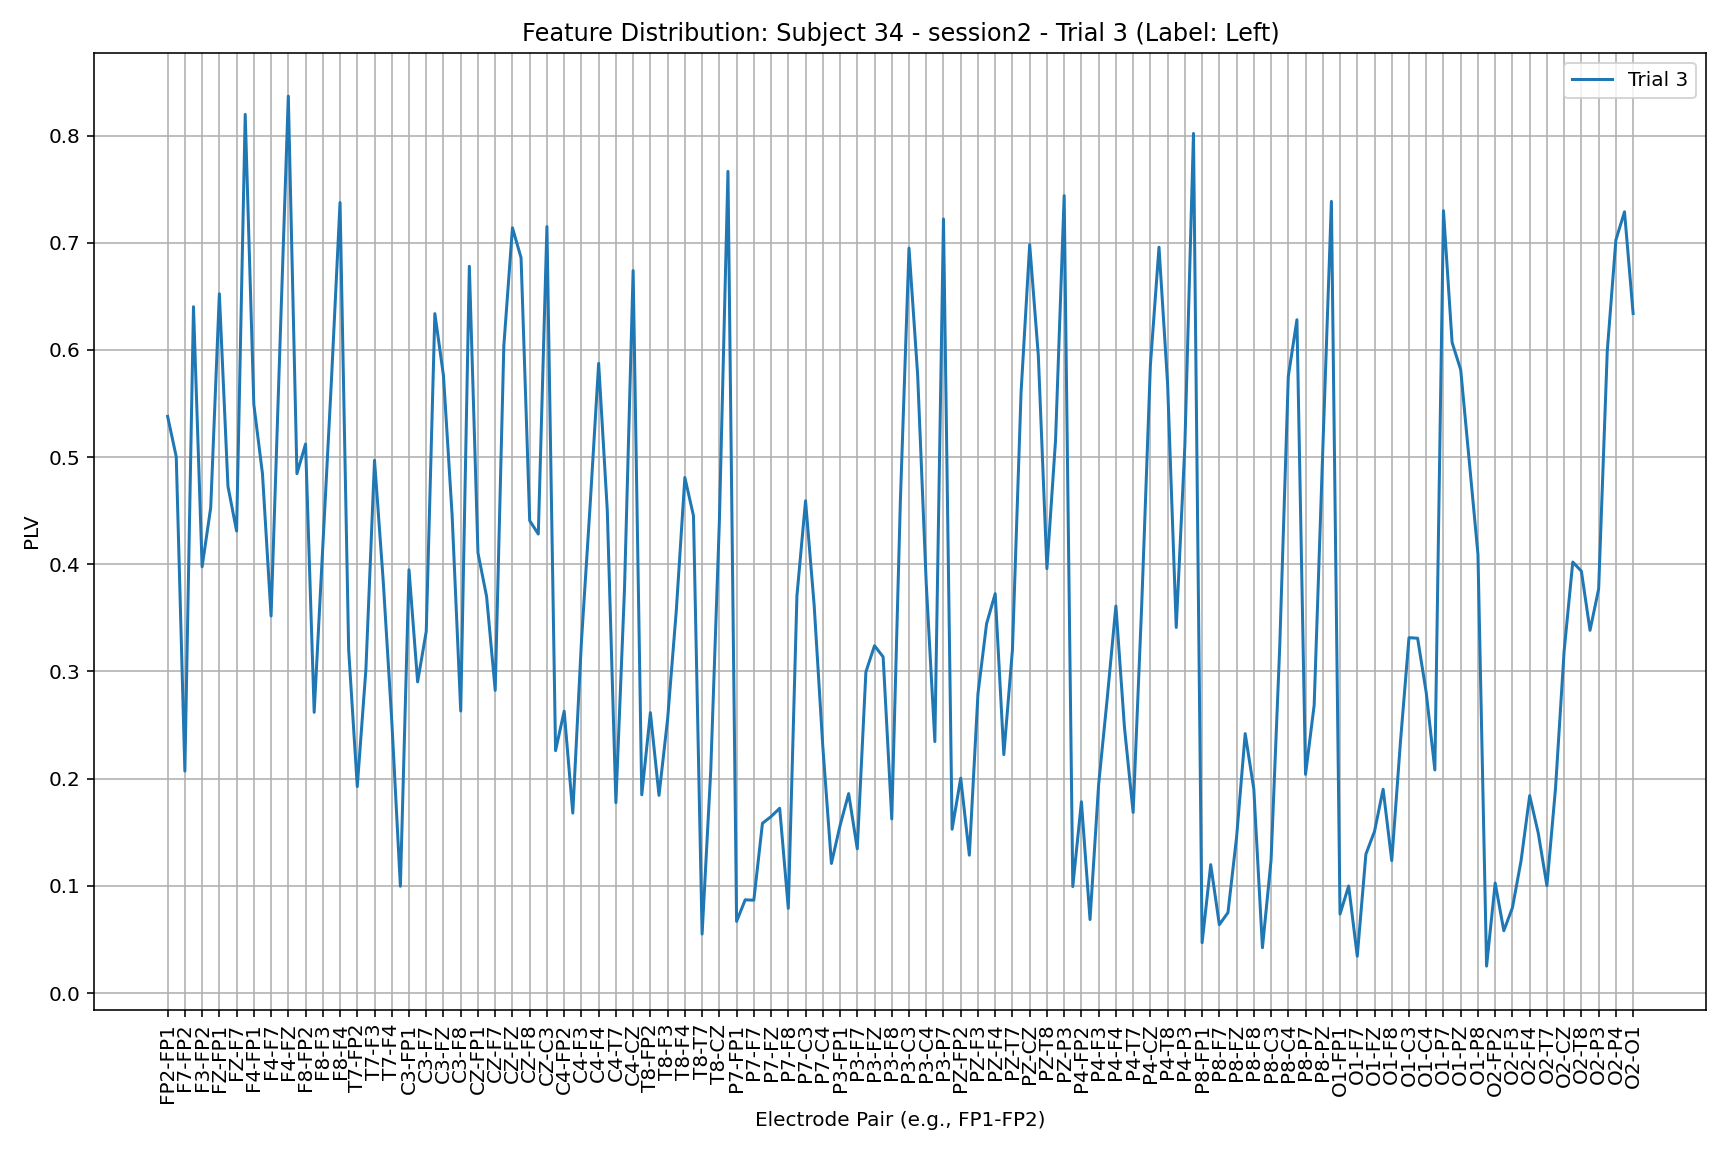 Feature Distribution: Subject 34 - session2 - Trial 3 (Label: Left)
Trial 3
PLV
0.8
0.7
0.6
0.5
0.4
0.3
0.2
0.1
0.0
FP2-FP1
F7-FP2
F3-FP2
FZ-FP1
FZ-F7
F4-FP1
F4-F7
F4-FZ
F8-FP2
F8-F3
F8-F4
T7-FP2
T7-F3
T7-F4
C3-FP1
C3-F7
C3-FZ
C3-F8
CZ-FP1
CZ-F7
CZ-FZ
CZ-F8
CZ-C3
C4-FP2
C4-F3
C4-F4
C4-T7
C4-CZ
T8-FP2
T8-F3
T8-F4
T8-T7
T8-CZ
P7-FP1
P7-F7
P7-FZ
P7-F8
P7-C3
P7-C4
P3-FP1
P3-F7
P3-FZ
P3-F8
P3-C3
P3-C4
P3-P7
PZ-FP2
PZ-F3
PZ-F4
PZ-T7
PZ-CZ
PZ-T8
PZ-P3
P4-FP2
P4-F3
P4-F4
P4-T7
P4-CZ
P4-T8
P4-P3
P8-FP1
P8-F7
P8-FZ
P8-F8
P8-C3
P8-C4
P8-P7
P8-PZ
O1-FP1
O1-F7
O1-FZ
O1-F8
O1-C3
O1-C4
O1-P7
O1-PZ
O1-P8
O2-FP2
O2-F3
O2-F4
O2-T7
O2-CZ
O2-T8
O2-P3
O2-P4
O2-O1
Electrode Pair (e.g., FP1-FP2)